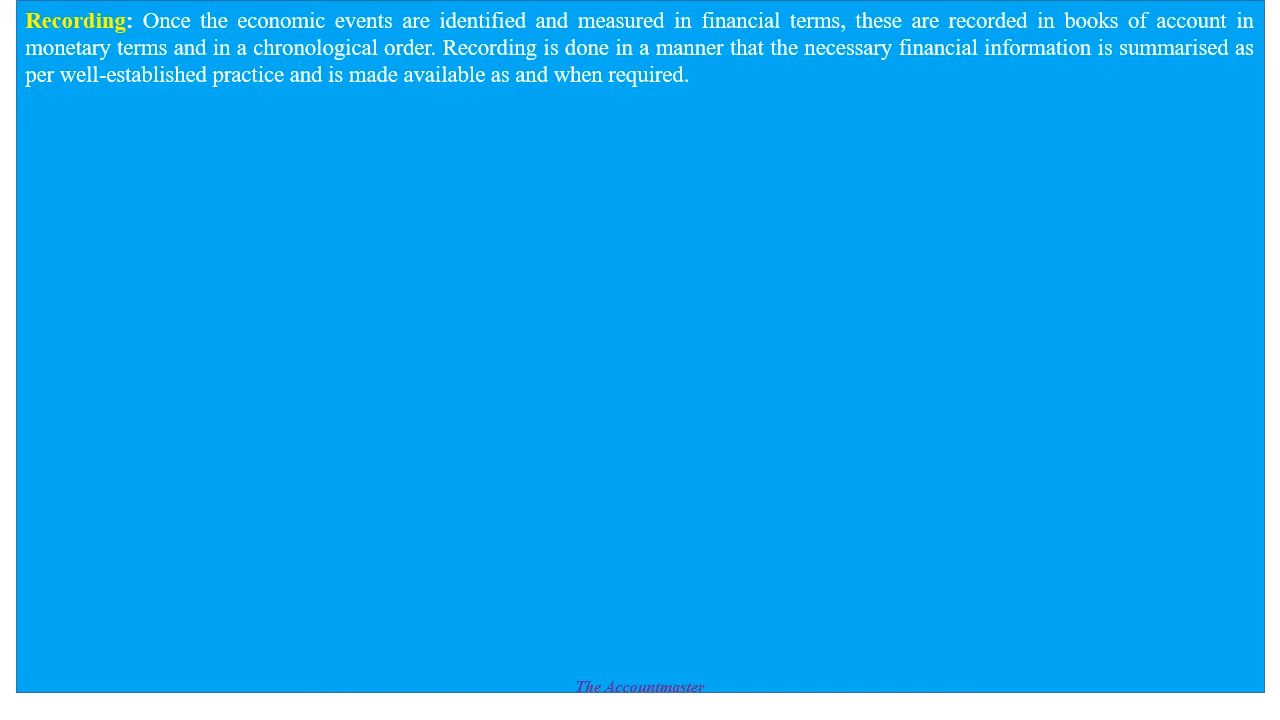 Recording: Once the economic events are identified and measured in financial terms, these are recorded in books of account in
monetary terms and in a chronological order. Recording is done in a manner that the necessary financial information is summarised as
per well-established practice and is made available as and when required.
The Accountmaster